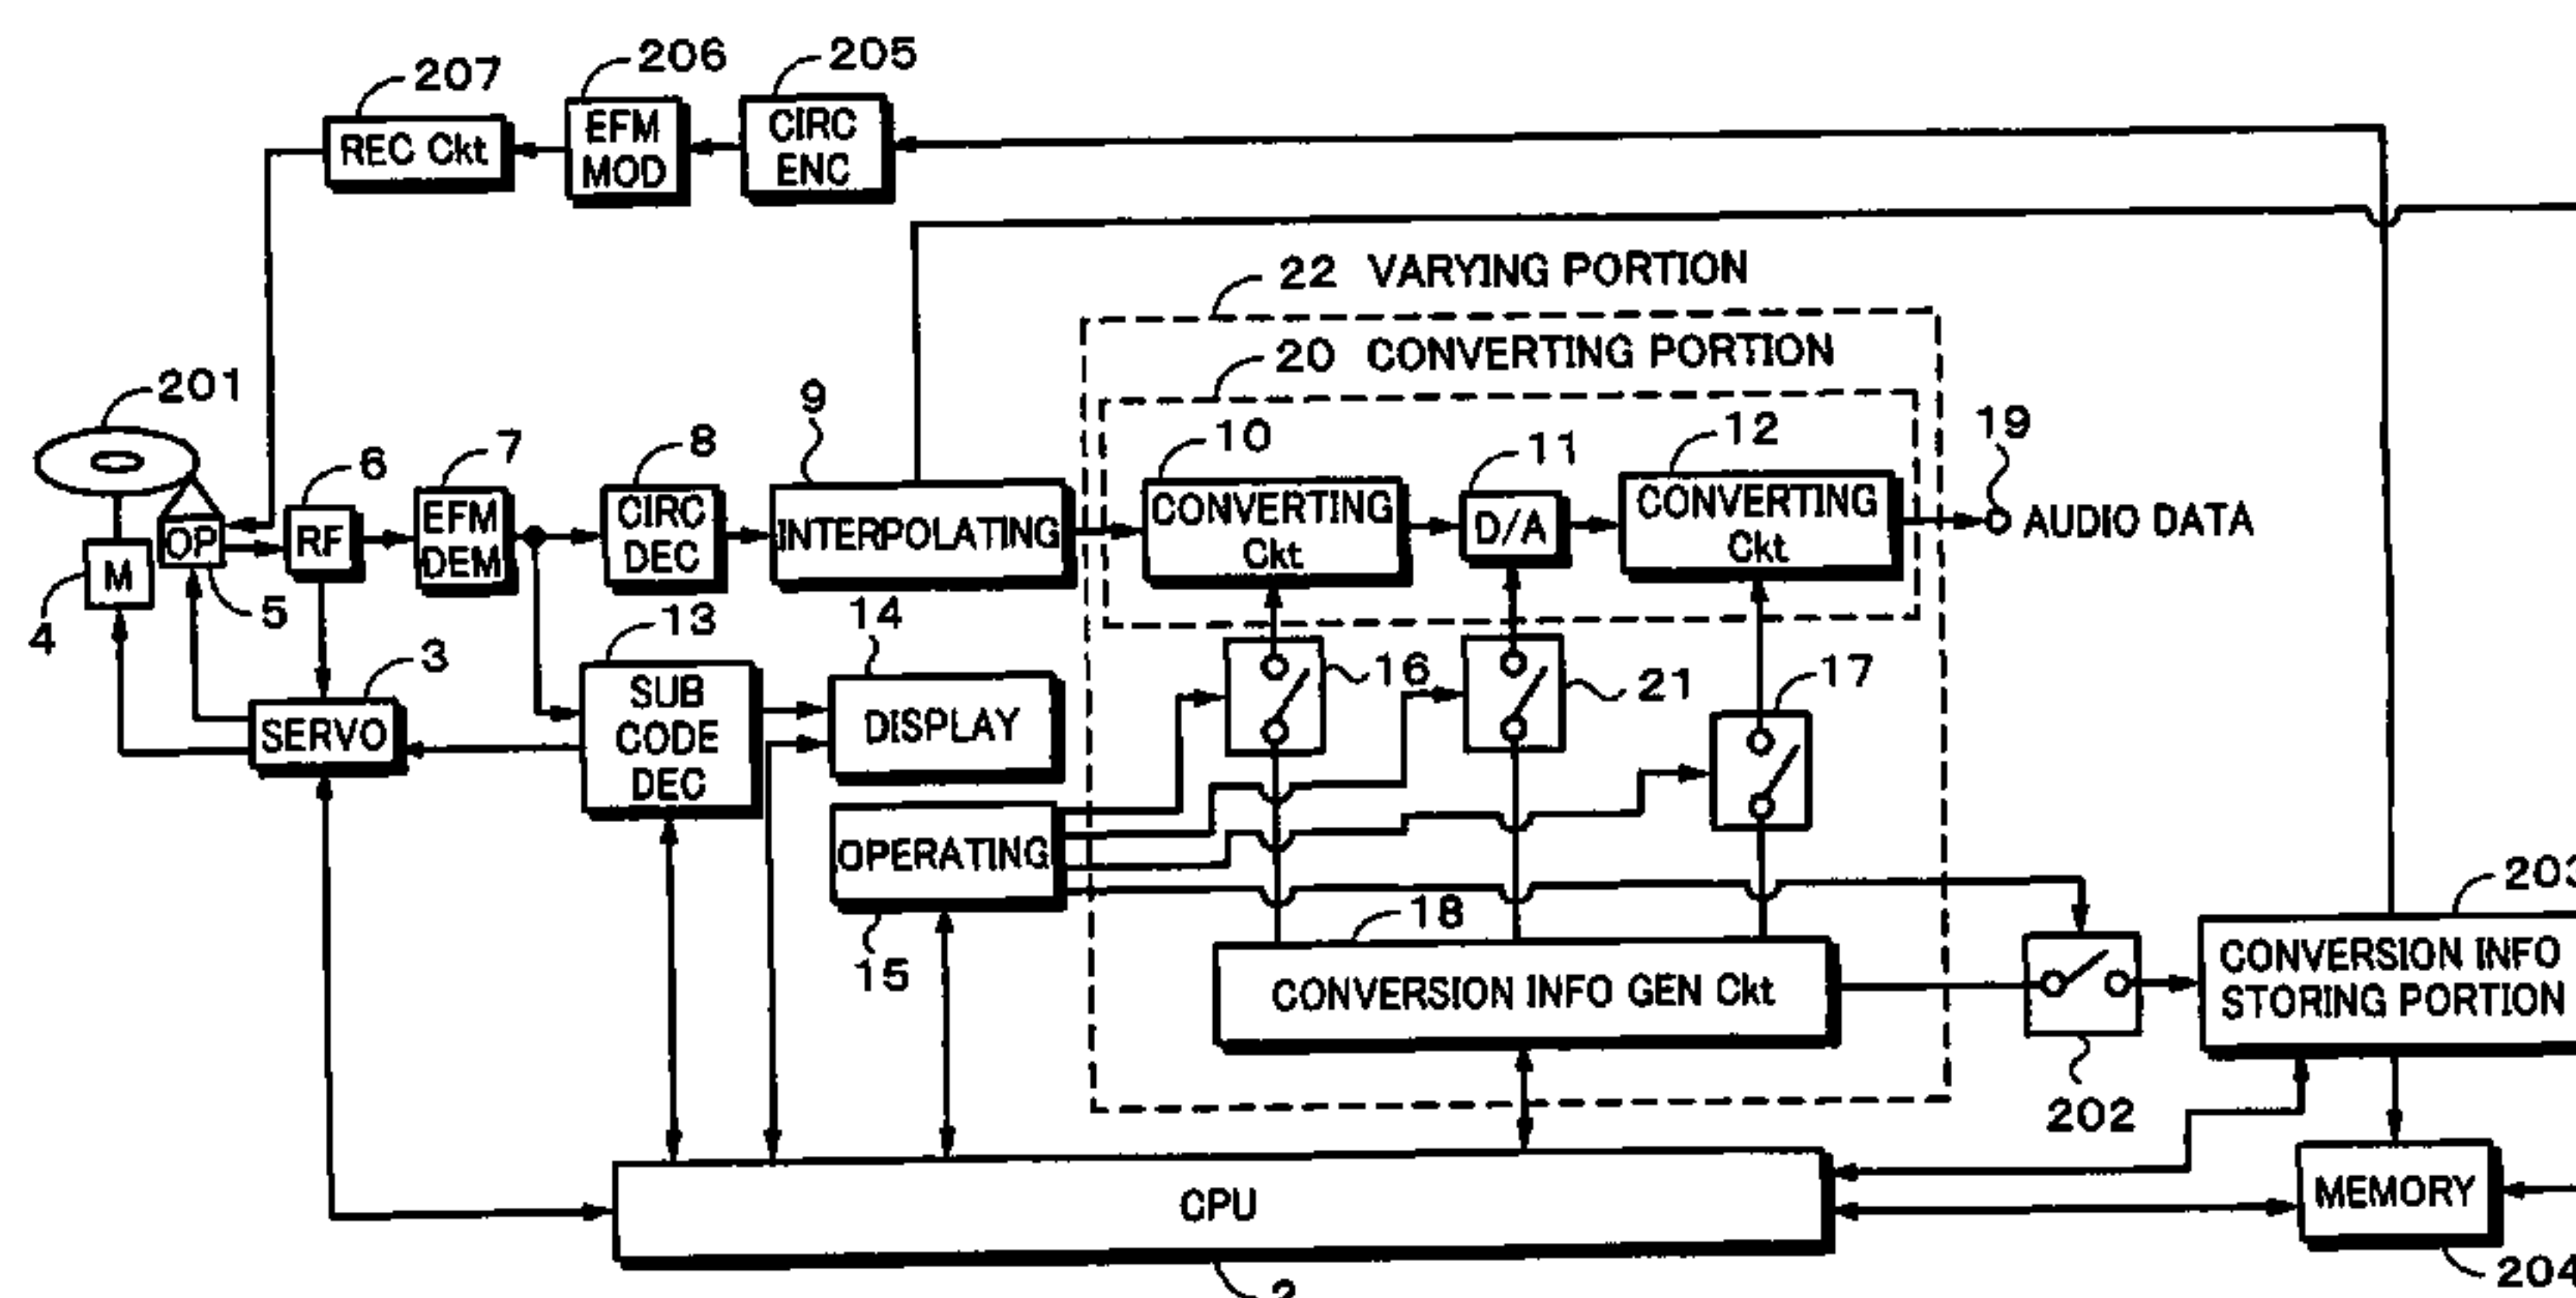 207
206
205
REC Ckt
EFM
MOD
CIRC
ENC
22 VARYING PORTION
20 CONVERTING PORTION
201
6
7
8
9
10
11
12
19
OP
RF
EFM
DEM
CIRC
DEC
INTERPOLATING
CONVERTING
Ckt
D/A
CONVERTING
Ckt
AUDIO DATA
M
4
5
3
13
14
SERVO
SUB
CODE
DEC
DISPLAY
16
21
17
OPERATING
15
18
CONVERSION INFO GEN Ckt
202
CONVERSION INFO
STORING PORTION
CPU
MEMORY